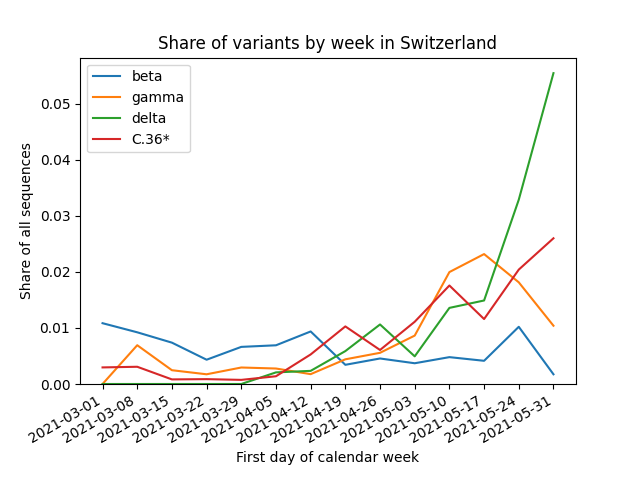 Share of variants by week in Switzerland
beta
gamma
delta
C.36*
Share of all sequences
0.05
0.04
0.03
0.02
0.01
0.00
2021-03-01
2021-03-08
2021-03-15
2021-03-22
2021-03-29
2021-04-05
2021-04-12
2021-04-19
2021-04-26
2021-05-03
2021-05-10
2021-05-17
2021-05-24
2021-05-31
First day of calendar week